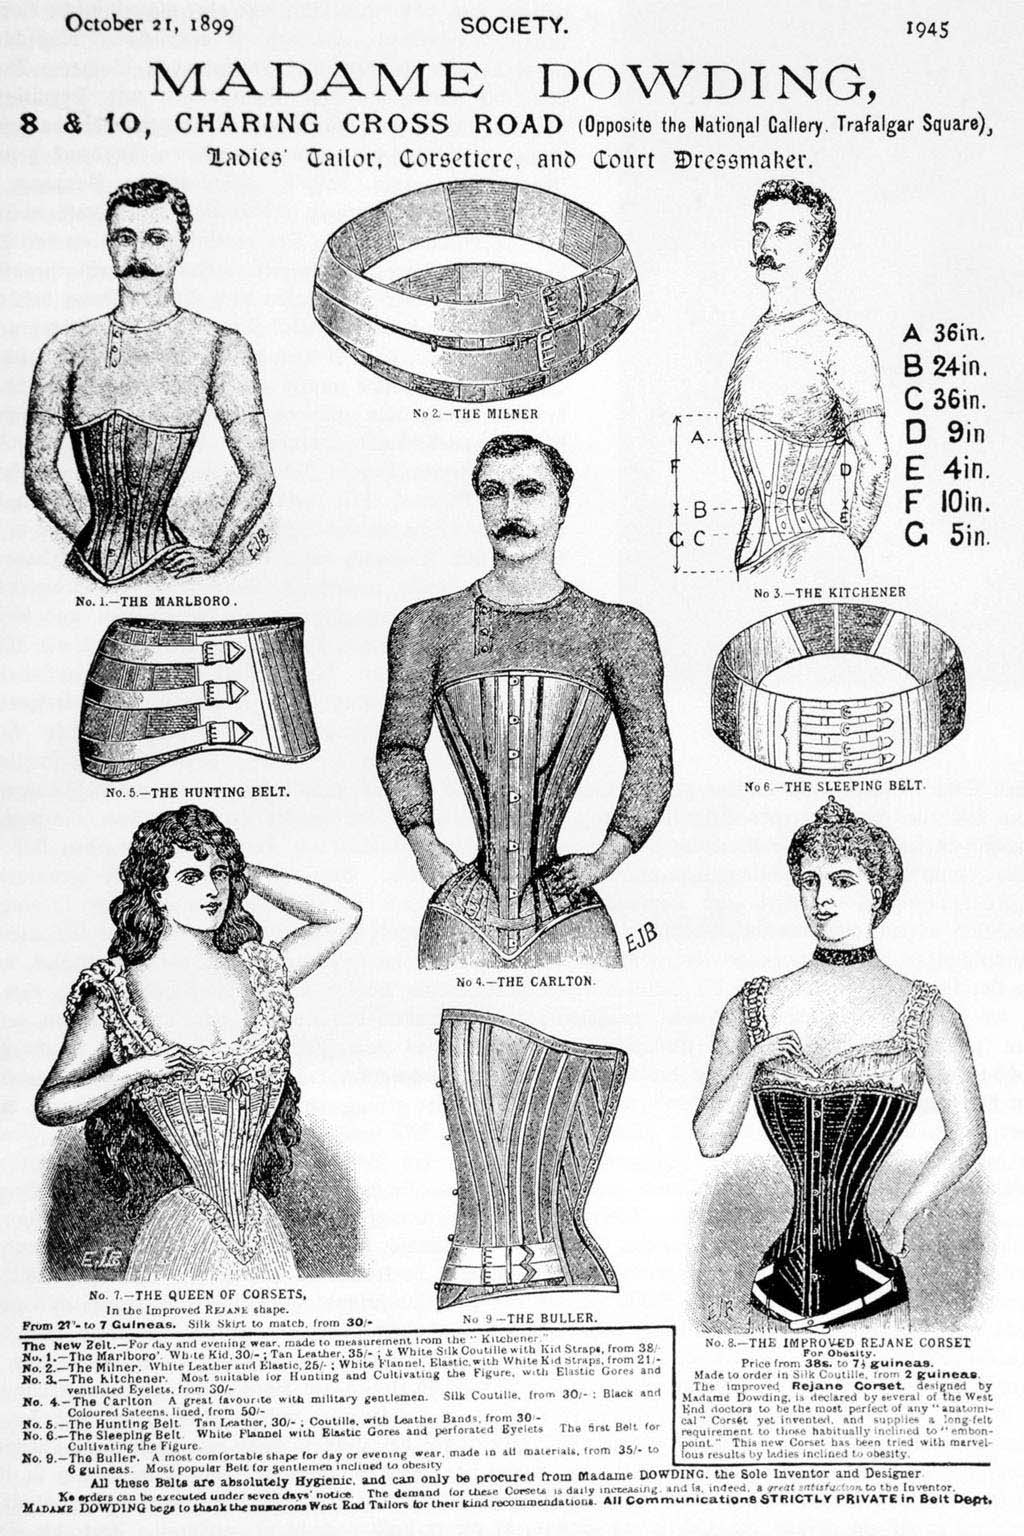 October 21, 1899
SOCIETY.
1945
MADAME DOWDING,
8 & 10, CHARING CROSS ROAD (Opposite the National Gallery. Trafalgar Square),
Ladies' Tailor, Corsetiere, and Court Dressmaker.
A 36in.
B 24in.
C 36in.
D 9in
E 4in.
F 10in.
G 5in.
No 2.—THE MILNER
A
F
D
B
E
G C
EJB
No. 1.—THE MARLBORO.
No 3.—THE KITCHENER
No. 5.—THE HUNTING BELT.
No 6.—THE SLEEPING BELT.
EJB
No 4.—THE CARLTON.
EJB
EJB
No. 7.—THE QUEEN OF CORSETS,
In the Improved REJANE shape.
From 21/- to 7 Guineas. Silk Skirt to match, from 30/-
No 9—THE BULLER.
No. 8.—THE IMPROVED REJANE CORSET
For Obesity.
Price from 38s. to 7½ guineas.
Made to order in Silk Coutille, from 2 guineas.
The improved Rejane Corset, designed by
Madame Dowding, is declared by several of the West
End doctors to be the most perfect of any "anatomi-
cal" Corset yet invented, and supplies a long-felt
requirement to those habitually inclined to "embon-
point." This new Corset has been tried with marvel-
lous results by ladies inclined to obesity.
The New Belt.—For day and evening wear, made to measurement from the "Kitchener."
No. 1.—The Marlboro'. White Kid, 30/- ; Tan Leather, 35/- ; & White Silk Coutille with Kid Straps, from 38/-
No. 2.—The Milner. White Leather and Elastic, 25/- ; White Flannel, Elastic, with White Kid Straps, from 21/-
No. 3.—The Kitchener. Most suitable for Hunting and Cultivating the Figure, with Elastic Gores and
ventilated Eyelets, from 30/-
No. 4.—The Carlton A great favourite with military gentlemen. Silk Coutille, from 30/- ; Black and
Coloured Sateens, lined, from 50/-
No. 5.—The Hunting Belt Tan Leather, 30/- ; Coutille, with Leather Bands, from 30/-
No. 6.—The Sleeping Belt. White Flannel with Elastic Gores and perforated Eyelets The first Belt for
Cultivating the Figure.
No. 9.—The Buller. A most comfortable shape for day or evening wear, made in all materials, from 35/- to
6 guineas. Most popular Belt for gentlemen inclined to obesity
All these Belts are absolutely Hygienic, and can only be procured from Madame DOWDING, the Sole Inventor and Designer.
No orders can be executed under seven days' notice. The demand for these Corsets is daily increasing, and is, indeed, a great satisfaction to the Inventor.
MADAME DOWDING begs to thank the numerous West End Tailors for their kind recommendations. All Communications STRICTLY PRIVATE in Belt Dept.